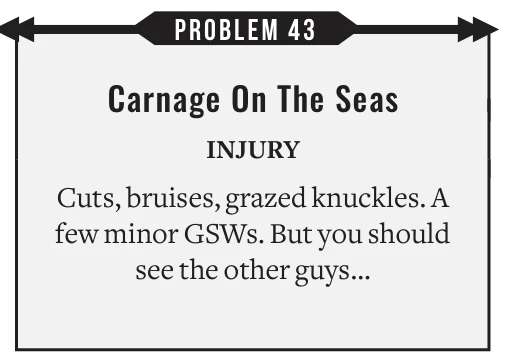 PROBLEM 43
Carnage On The Seas
INJURY
Cuts, bruises, grazed knuckles. A
few minor GSWs. But you should
see the other guys...